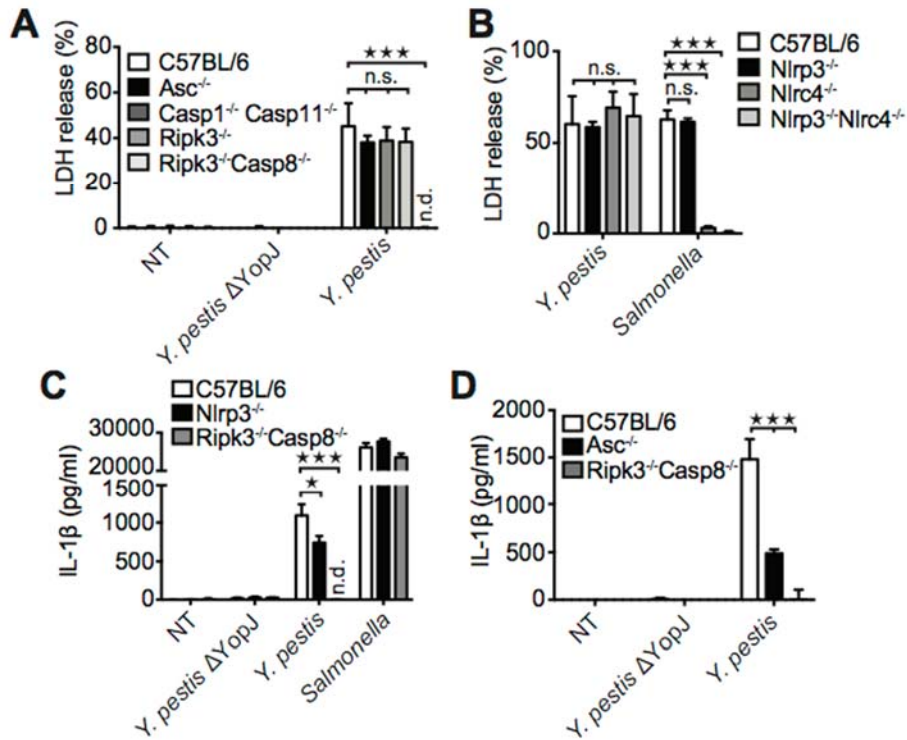 A
LDH release (%)
80
60
40
20
0
C57BL/6
Asc-/-
Casp1-/- Casp11-/-
Ripk3-/-
Ripk3-/-Casp8-/-
★★★
n.s.
n.d.
NT
Y. pestis ΔYopJ
Y. pestis
B
LDH release (%)
100
50
0
n.s.
★★★
★★★
n.s.
C57BL/6
Nlrp3-/-
Nlrc4-/-
Nlrp3-/-Nlrc4-/-
Y. pestis
Salmonella
C
IL-1β (pg/ml)
30000
20000
1500
1000
500
0
C57BL/6
Nlrp3-/-
Ripk3-/-Casp8-/-
★★★
★
n.d.
NT
Y. pestis ΔYopJ
Y. pestis
Salmonella
D
IL-1β (pg/ml)
2000
1500
1000
500
0
C57BL/6
Asc-/-
Ripk3-/-Casp8-/-
★★★
NT
Y. pestis ΔYopJ
Y. pestis